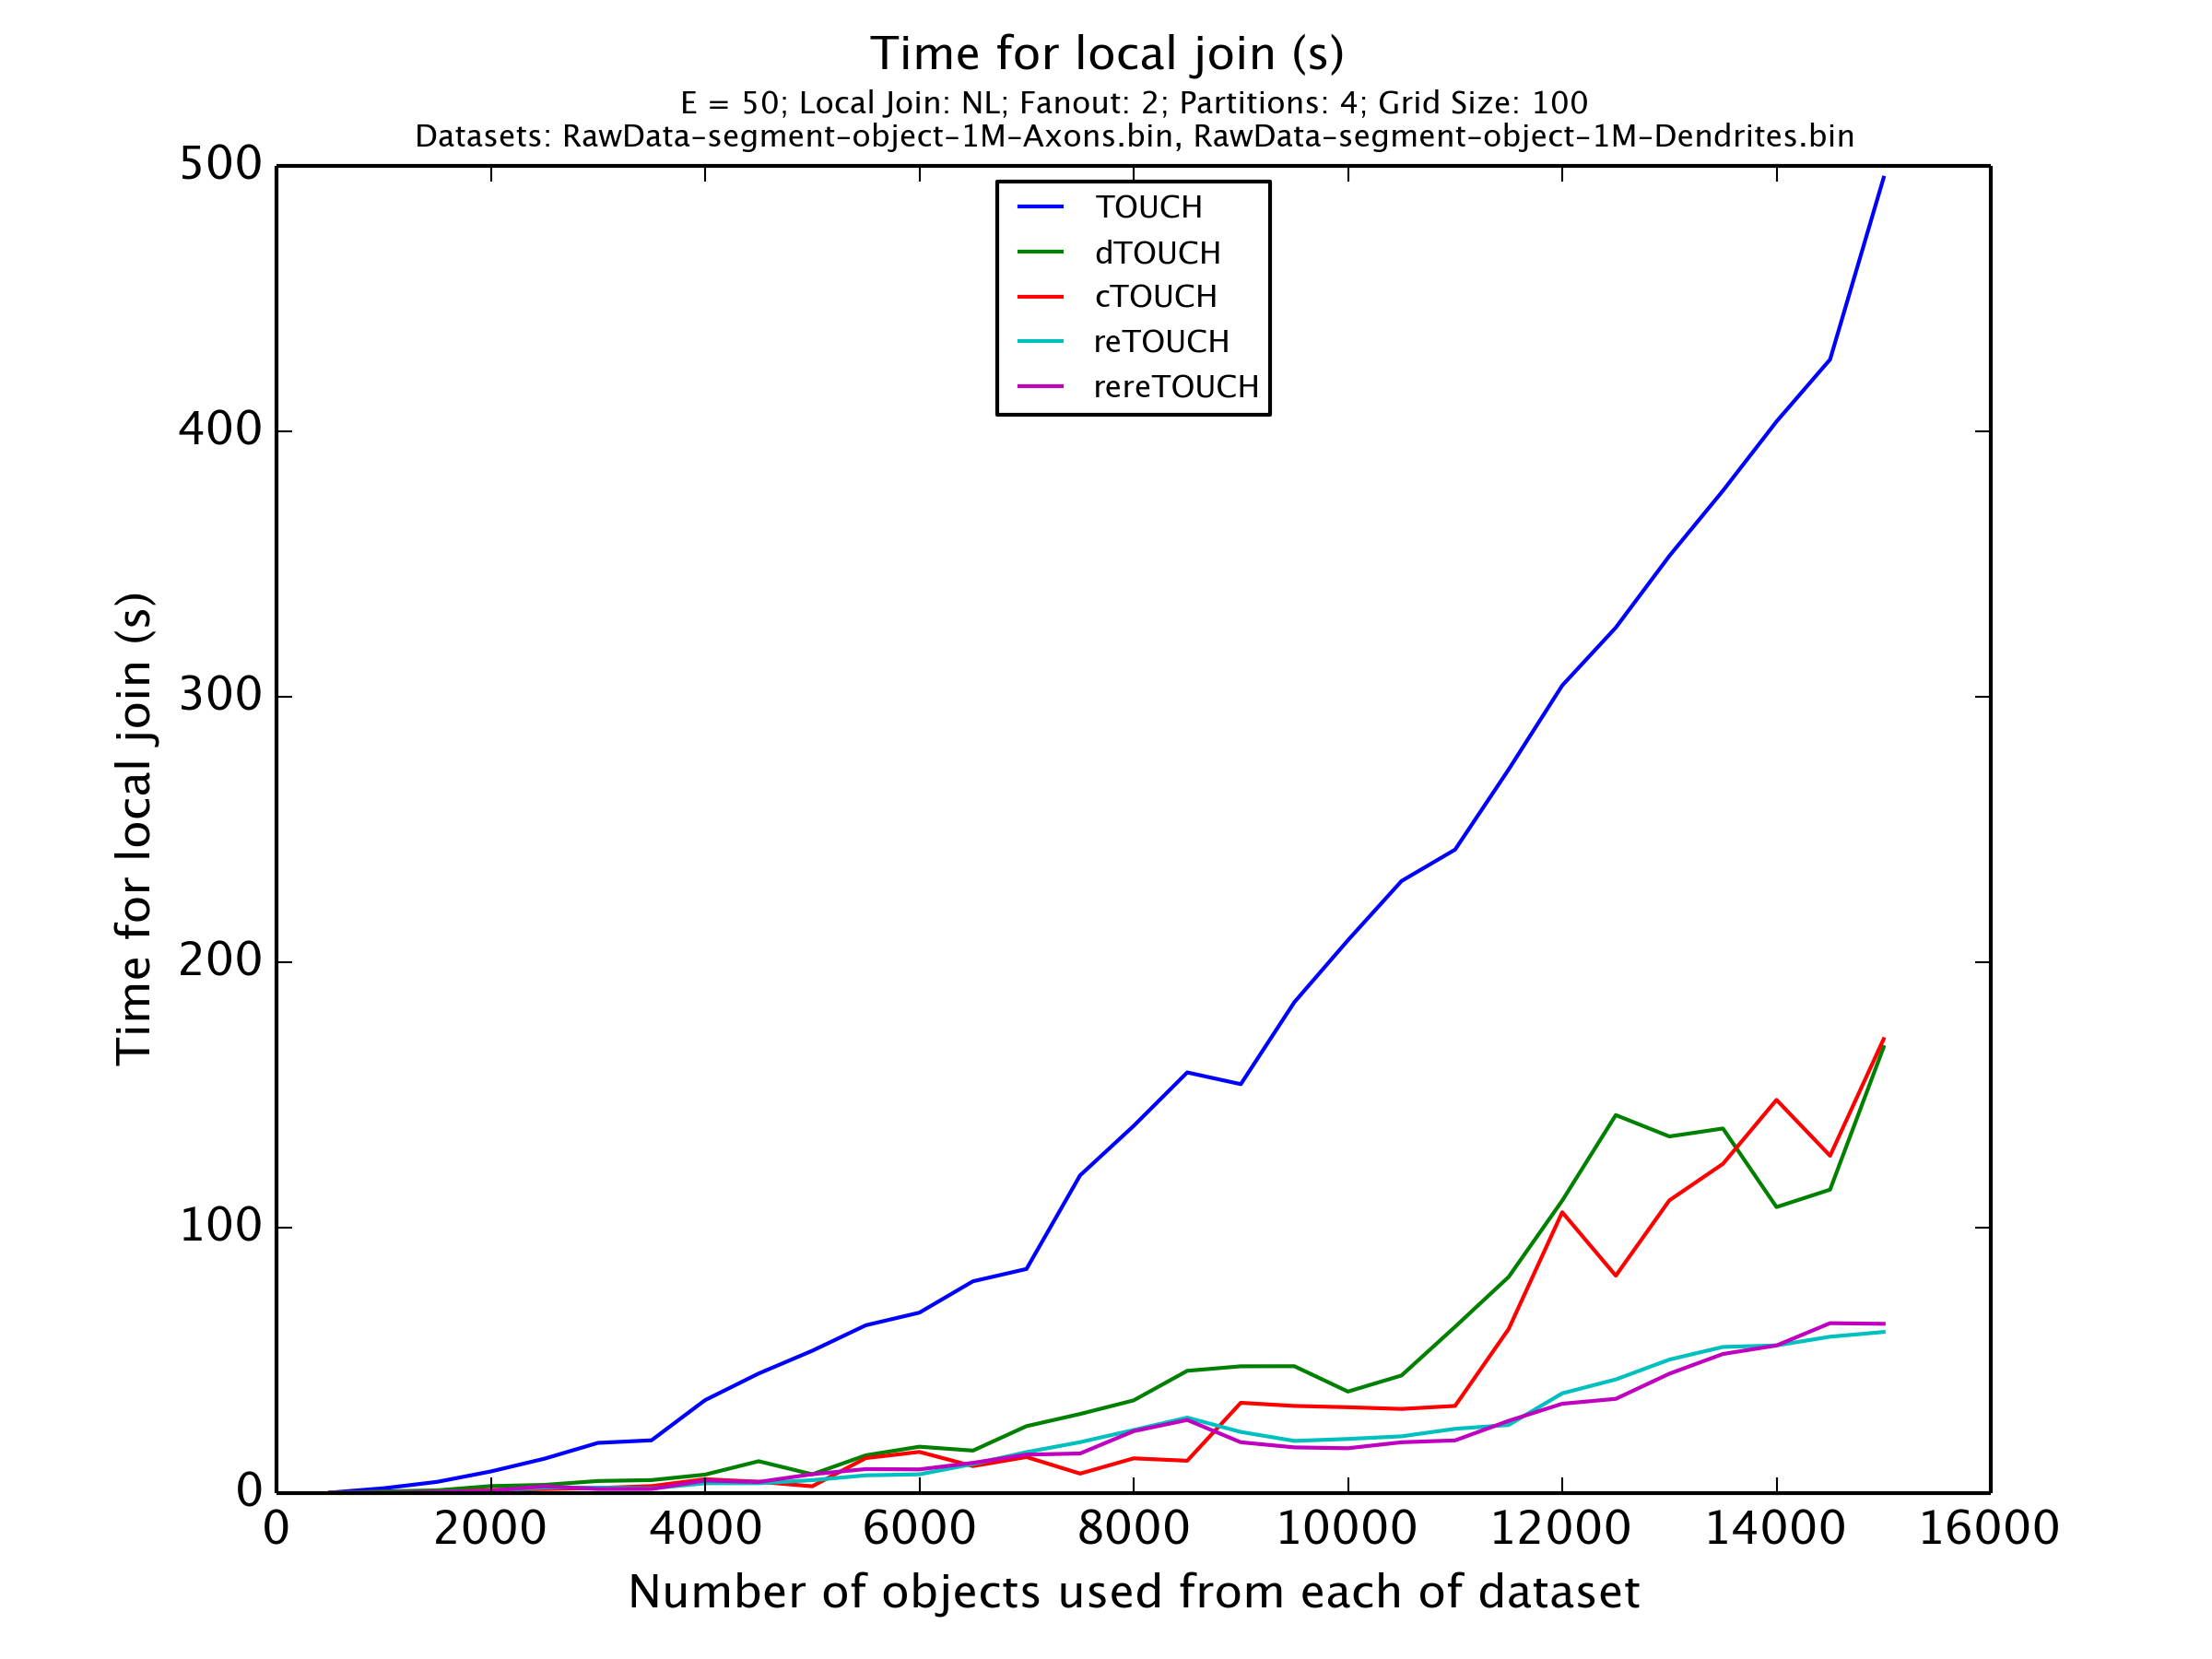 Time for local join (s)
E = 50; Local Join: NL; Fanout: 2; Partitions: 4; Grid Size: 100
Datasets: RawData-segment-object-1M-Axons.bin, RawData-segment-object-1M-Dendrites.bin
TOUCH
dTOUCH
cTOUCH
reTOUCH
rereTOUCH
Time for local join (s)
500
400
300
200
100
0
0 2000 4000 6000 8000 10000 12000 14000 16000
Number of objects used from each of dataset